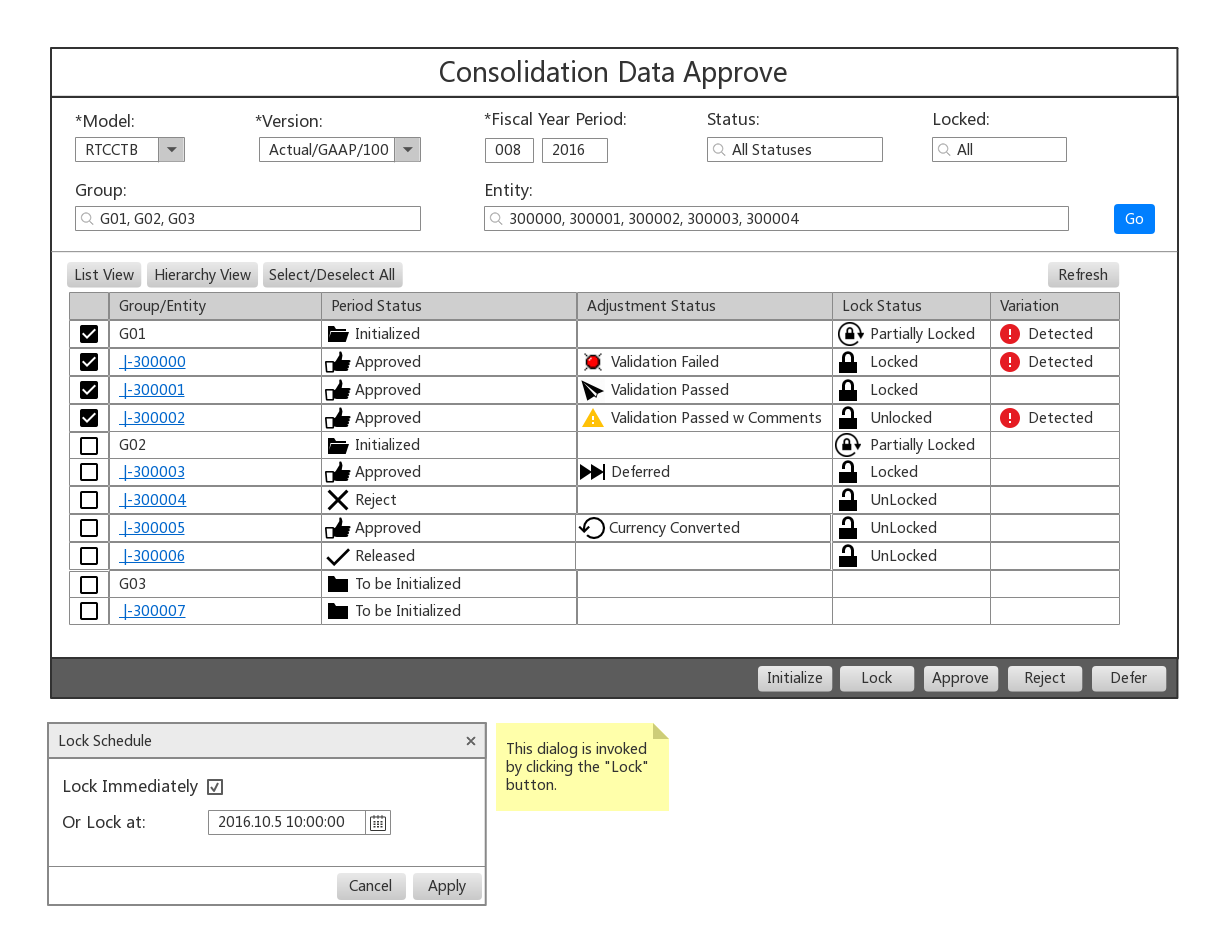 Consolidation Data Approve
*Model: *Version: *Fiscal Year Period: Status: Locked:
RTCCTB Actual/GAAP/100 008 2016 All Statuses All
Group: Entity:
G01, G02, G03 300000, 300001, 300002, 300003, 300004 Go
List View Hierarchy View Select/Deselect All Refresh
Group/Entity Period Status Adjustment Status Lock Status Variation
G01 Initialized Partially Locked Detected
|-300000 Approved Validation Failed Locked Detected
|-300001 Approved Validation Passed Locked
|-300002 Approved Validation Passed w Comments Unlocked Detected
G02 Initialized Partially Locked
|-300003 Approved Deferred Locked
|-300004 Reject UnLocked
|-300005 Approved Currency Converted UnLocked
|-300006 Released UnLocked
G03 To be Initialized
|-300007 To be Initialized
Initialize Lock Approve Reject Defer
Lock Schedule
Lock Immediately
Or Lock at: 2016.10.5 10:00:00
Cancel Apply
This dialog is invoked
by clicking the "Lock"
button.